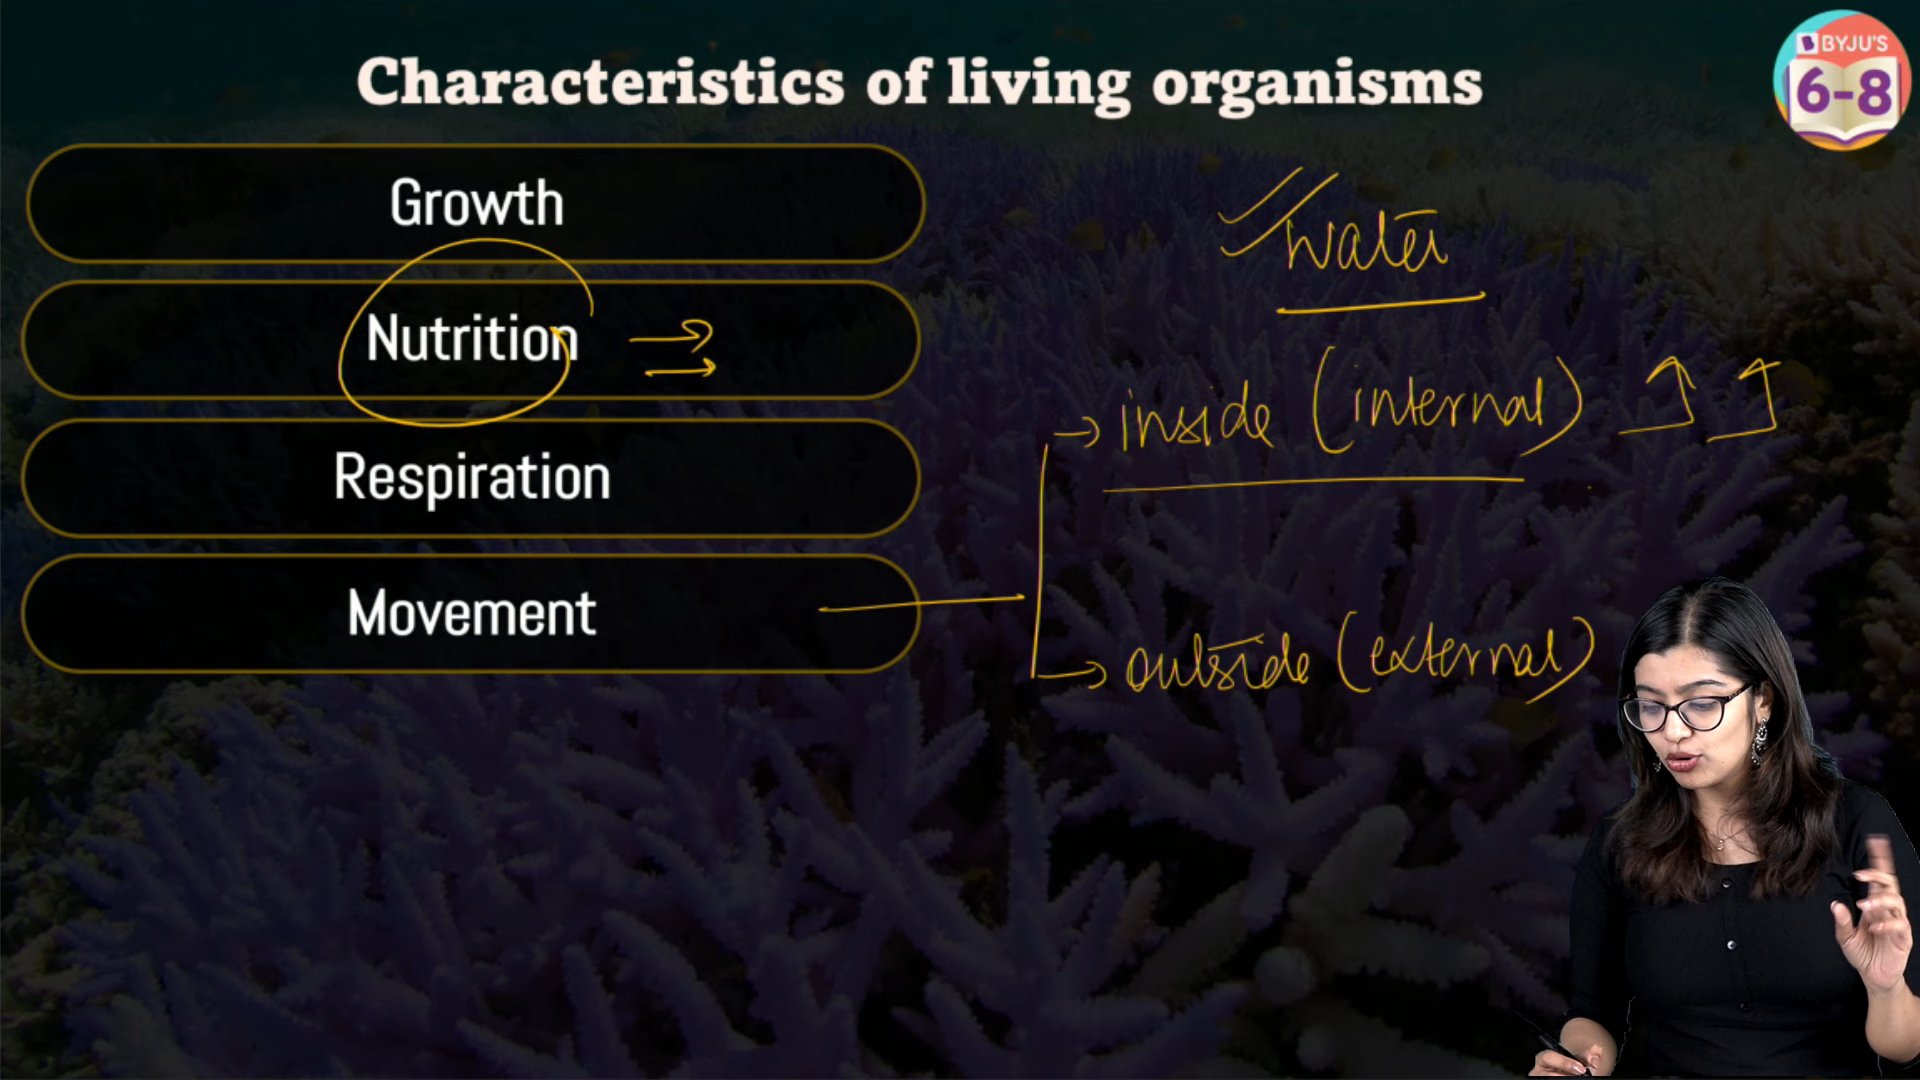 Characteristics of living organisms
BYJU'S
6-8
Growth
Nutrition
Respiration
Movement
water
inside (internal)
outside (external)